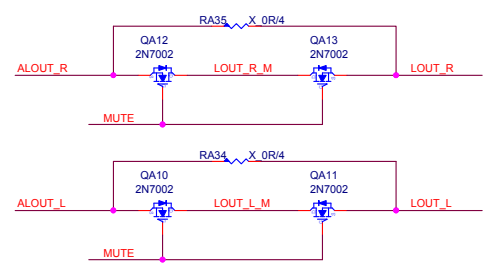 RA35 X_0R/4
QA12 QA13
2N7002 2N7002
ALOUT_R LOUT_R_M LOUT_R
MUTE
RA34 X_0R/4
QA10 QA11
2N7002 2N7002
ALOUT_L LOUT_L_M LOUT_L
MUTE